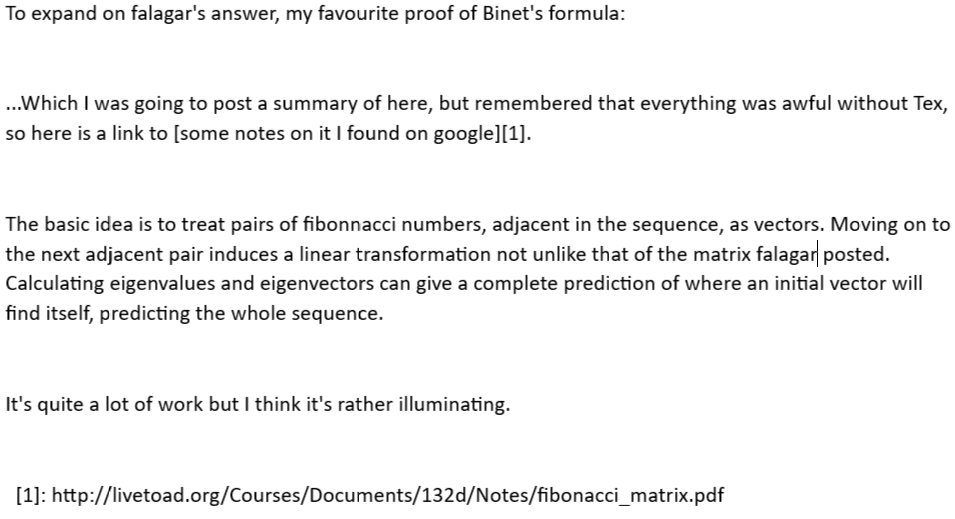 To expand on falagar's answer, my favourite proof of Binet's formula:
...Which I was going to post a summary of here, but remembered that everything was awful without Tex,
so here is a link to [some notes on it I found on google][1].
The basic idea is to treat pairs of fibonnacci numbers, adjacent in the sequence, as vectors. Moving on to
the next adjacent pair induces a linear transformation not unlike that of the matrix falagar posted.
Calculating eigenvalues and eigenvectors can give a complete prediction of where an initial vector will
find itself, predicting the whole sequence.
It's quite a lot of work but I think it's rather illuminating.
[1]: http://livetoad.org/Courses/Documents/132d/Notes/fibonacci_matrix.pdf